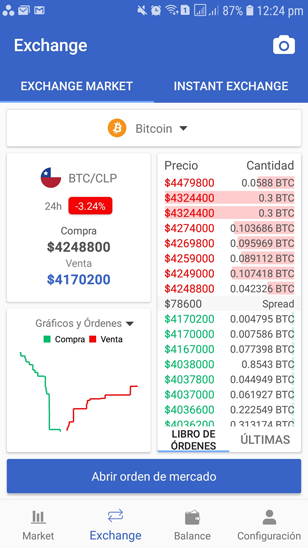 87% 12:24 pm
Exchange
EXCHANGE MARKET INSTANT EXCHANGE
Bitcoin
BTC/CLP
24h -3.24%
Compra
$4248800
Venta
$4170200
Gráficos y Órdenes
Compra Venta
Precio Cantidad
$4479800 0.0588 BTC
$4324400 0.3 BTC
$4324400 0.3 BTC
$4274000 0.103686 BTC
$4269800 0.095969 BTC
$4259000 0.089112 BTC
$4249000 0.107418 BTC
$4248800 0.042326 BTC
$78600 Spread
$4170200 0.004795 BTC
$4170000 0.007586 BTC
$4167000 0.077398 BTC
$4038000 0.8543 BTC
$4037800 0.044949 BTC
$4037000 0.061927 BTC
$4036600 0.222549 BTC
$4036200 0.313174 BTC
LIBRO DE
ÓRDENES
ÚLTIMAS
Abrir orden de mercado
Market Exchange Balance Configuración